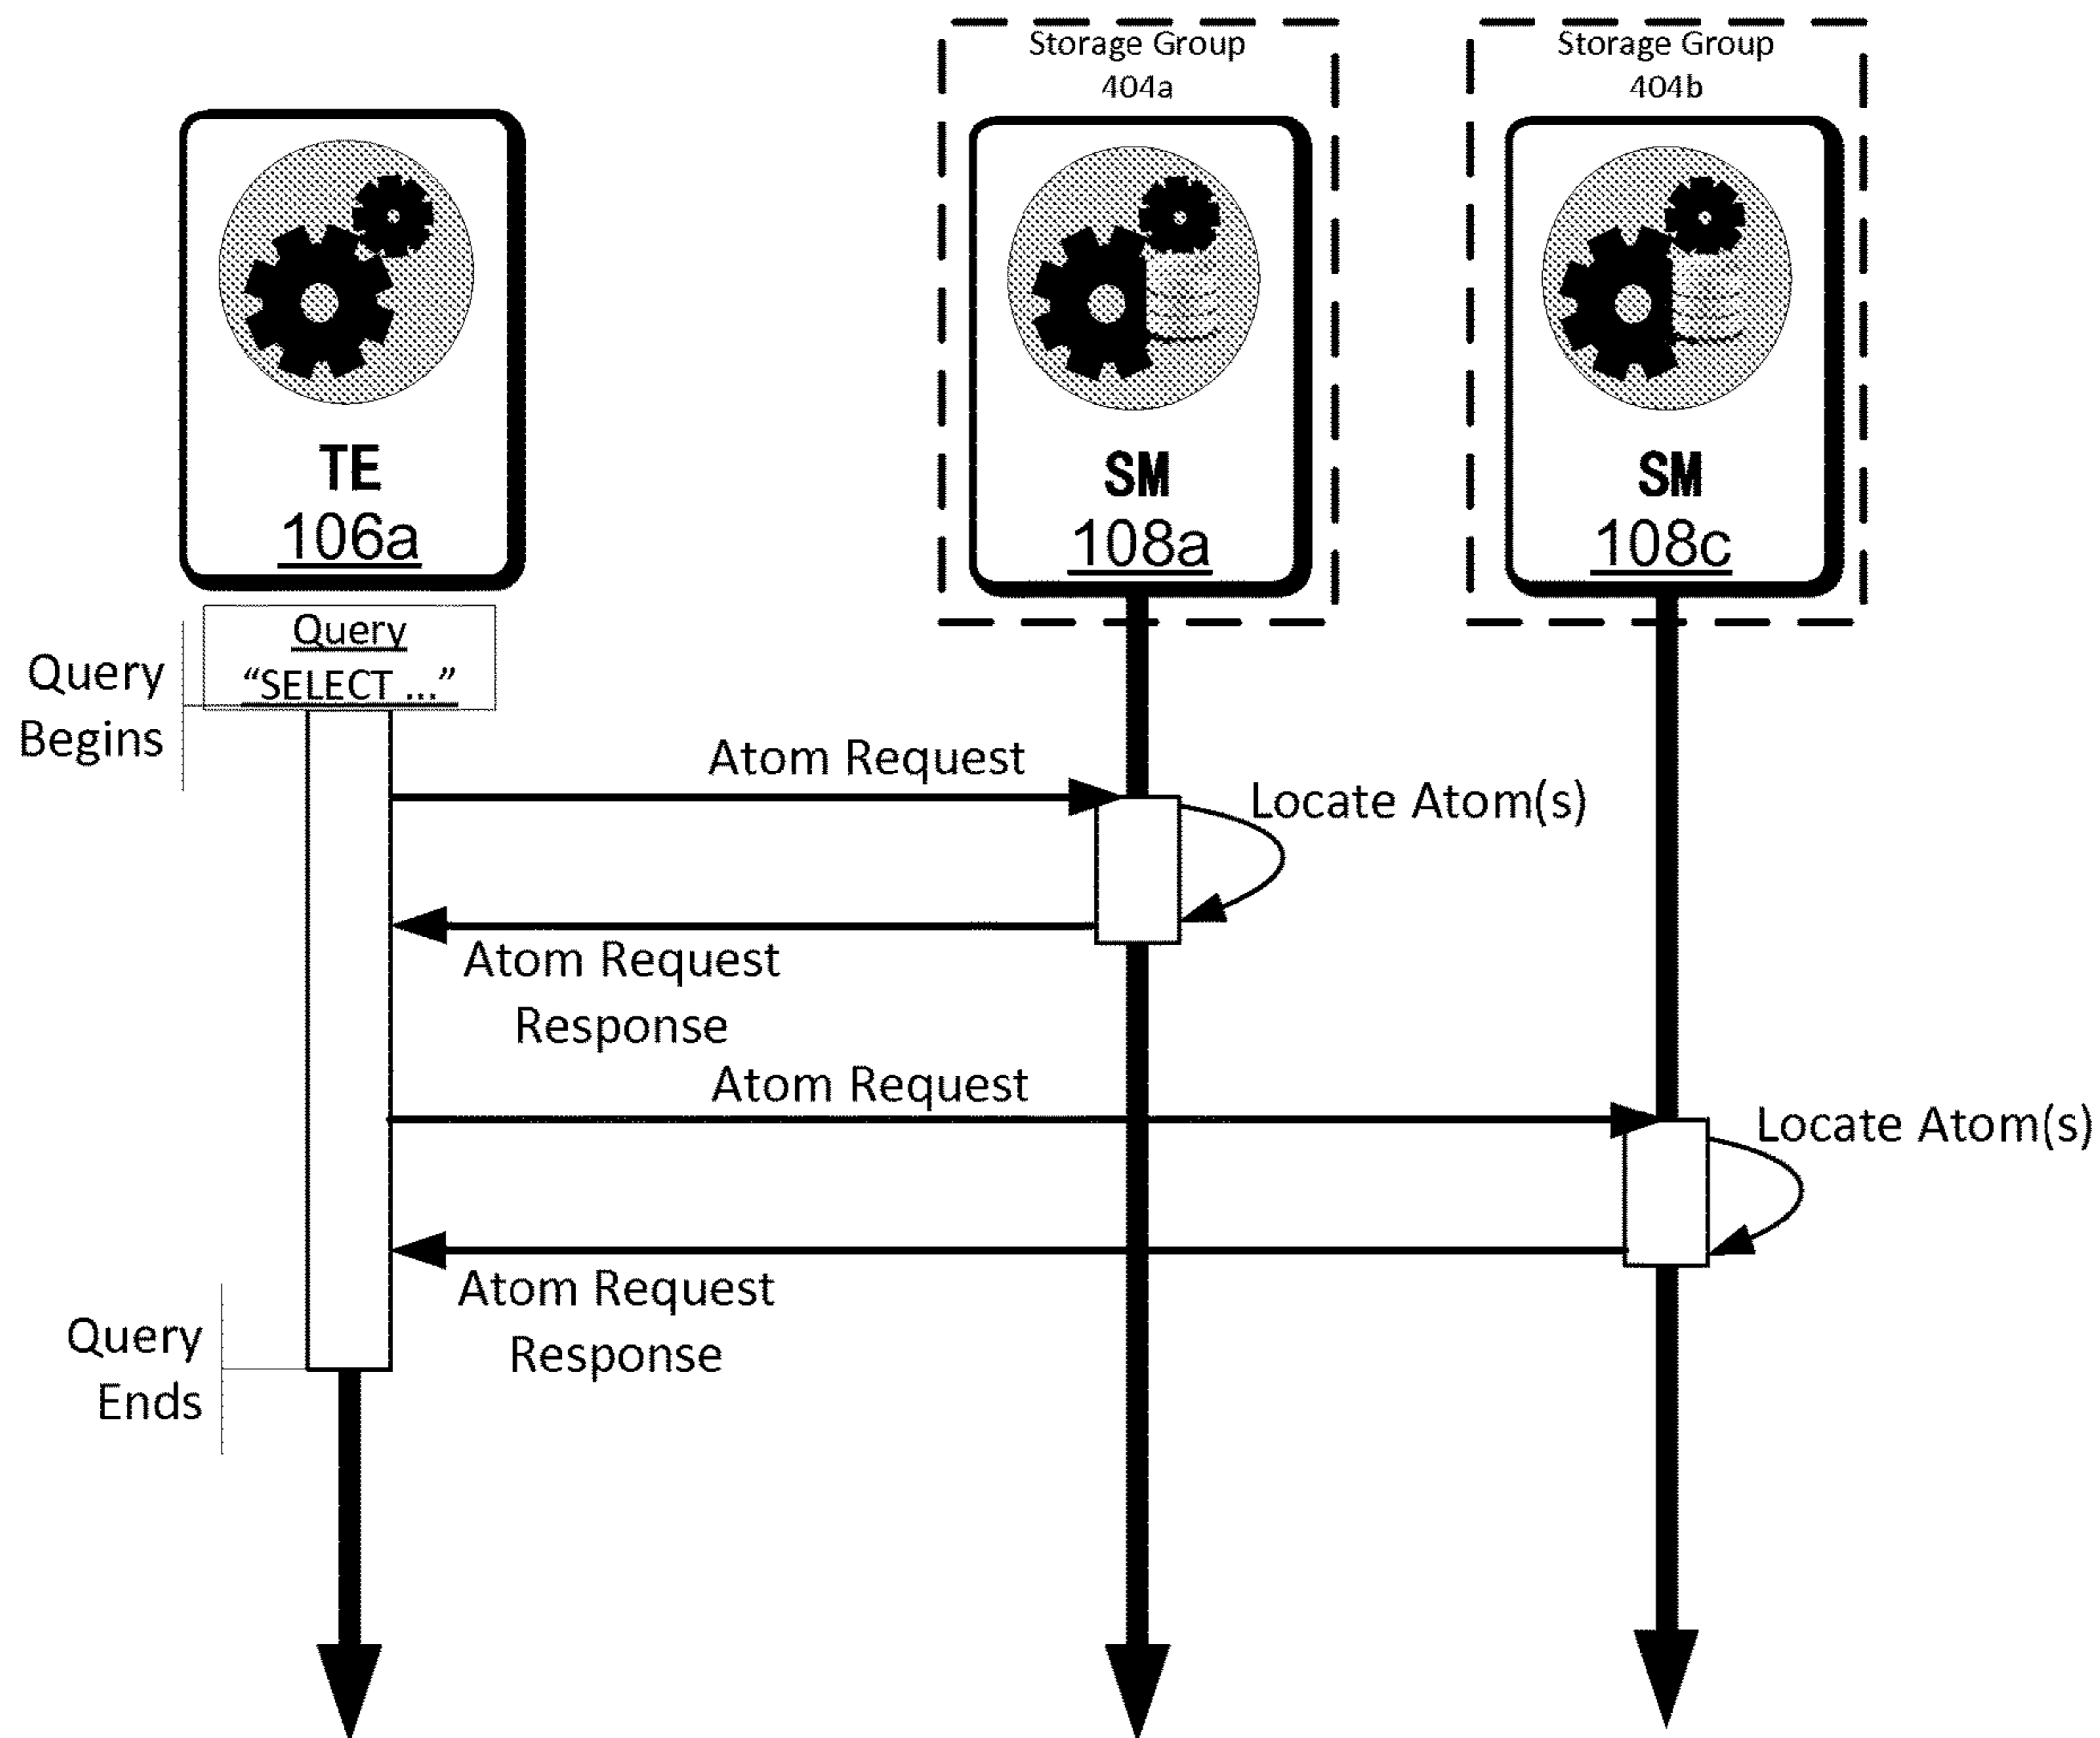 Storage Group
404a
Storage Group
404b
TE
106a
SM
108a
SM
108c
Query
"SELECT ..."
Query
Begins
Atom Request
Locate Atom(s)
Atom Request
Response
Atom Request
Locate Atom(s)
Atom Request
Response
Query
Ends